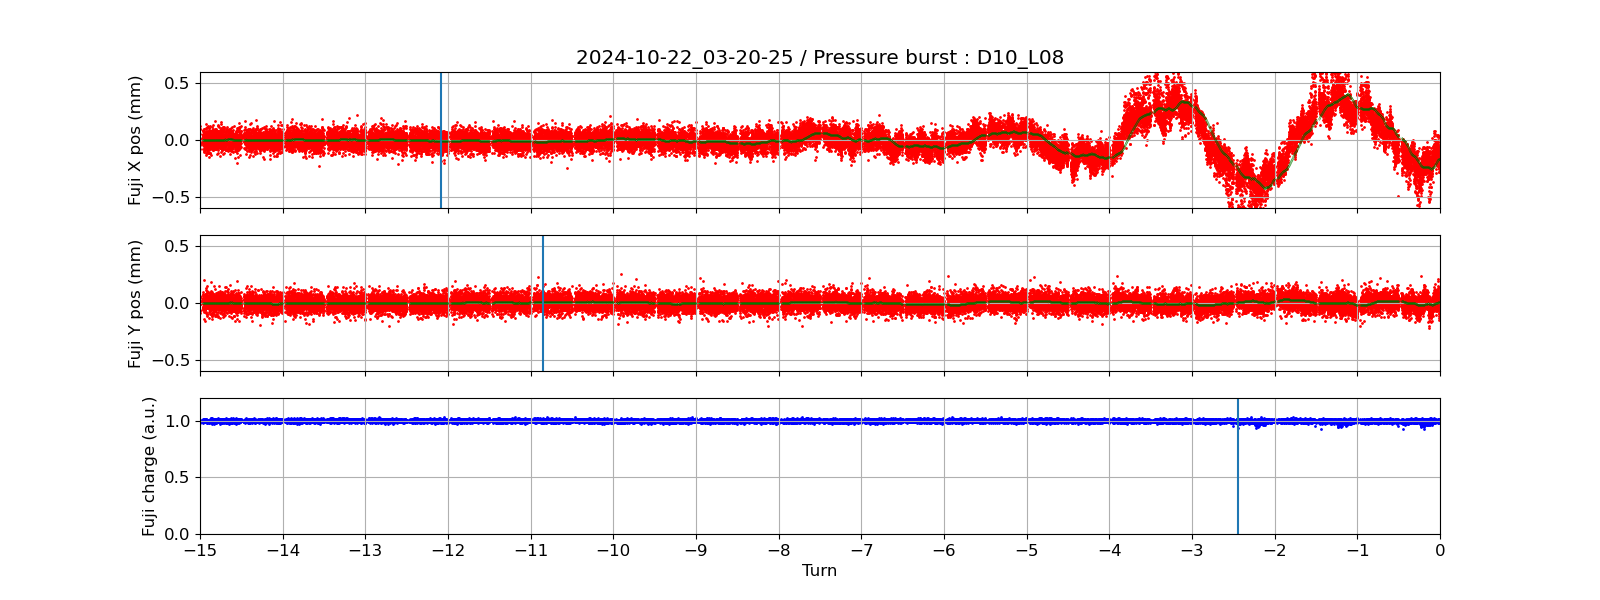 2024-10-22_03-20-25 / Pressure burst : D10_L08
Fuji X pos (mm)
0.5
0.0
−0.5
Fuji Y pos (mm)
0.5
0.0
−0.5
Fuji charge (a.u.)
1.0
0.5
0.0
−15 −14 −13 −12 −11 −10 −9 −8 −7 −6 −5 −4 −3 −2 −1 0
Turn